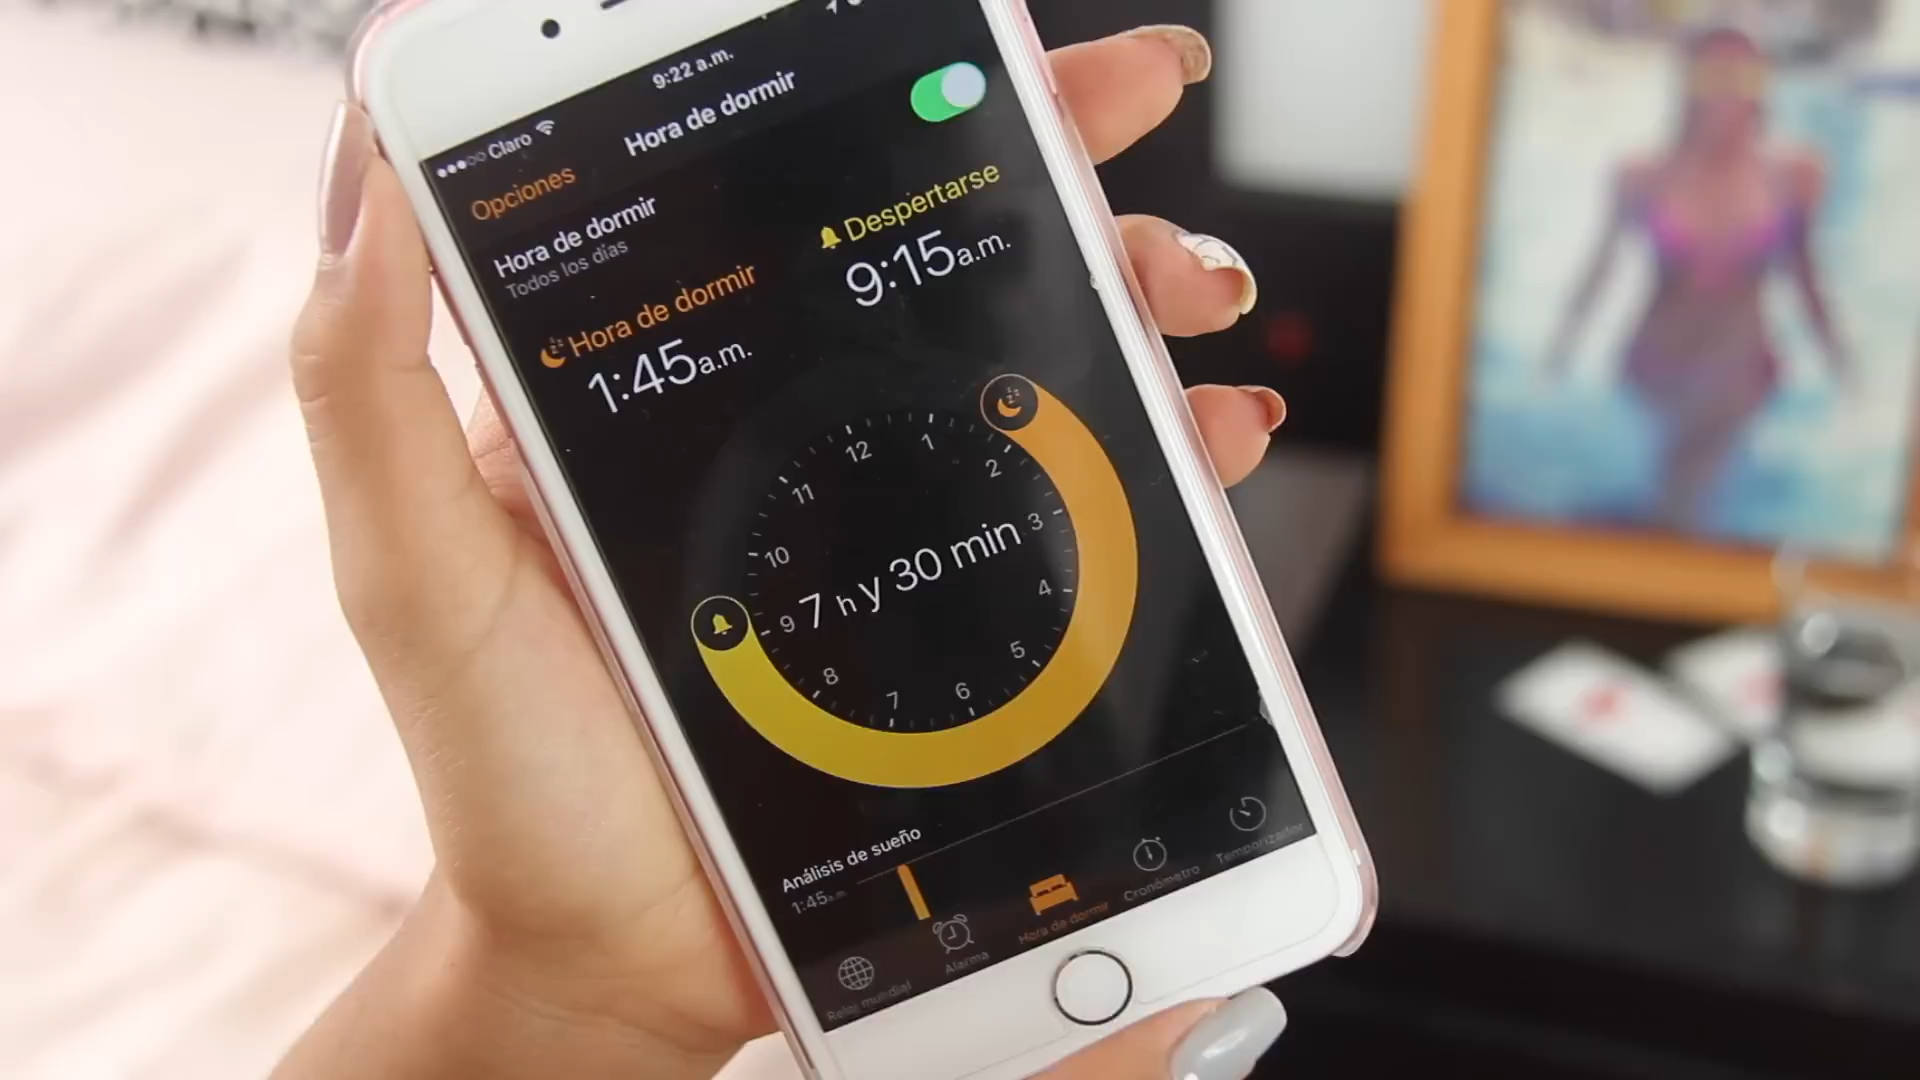 Claro
9:22 a.m.
Opciones
Hora de dormir
Hora de dormir
Todos los días
Hora de dormir
1:45 a.m.
Despertarse
9:15 a.m.
12
1
2
3
4
5
6
7
8
9
10
11
7 h y 30 min
Análisis de sueño
1:45 a.m.
Reloj mundial
Alarma
Hora de dormir
Cronómetro
Temporizador